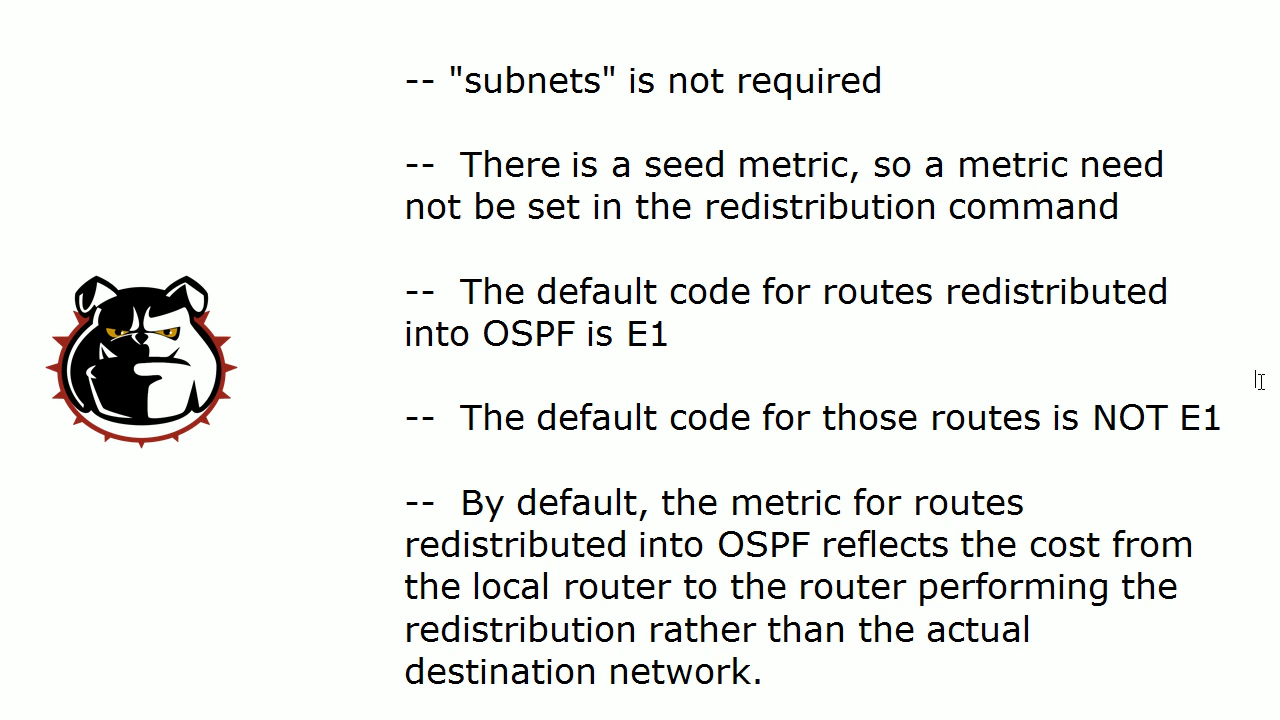 -- "subnets" is not required
-- There is a seed metric, so a metric need
not be set in the redistribution command
-- The default code for routes redistributed
into OSPF is E1
-- The default code for those routes is NOT E1
-- By default, the metric for routes
redistributed into OSPF reflects the cost from
the local router to the router performing the
redistribution rather than the actual
destination network.